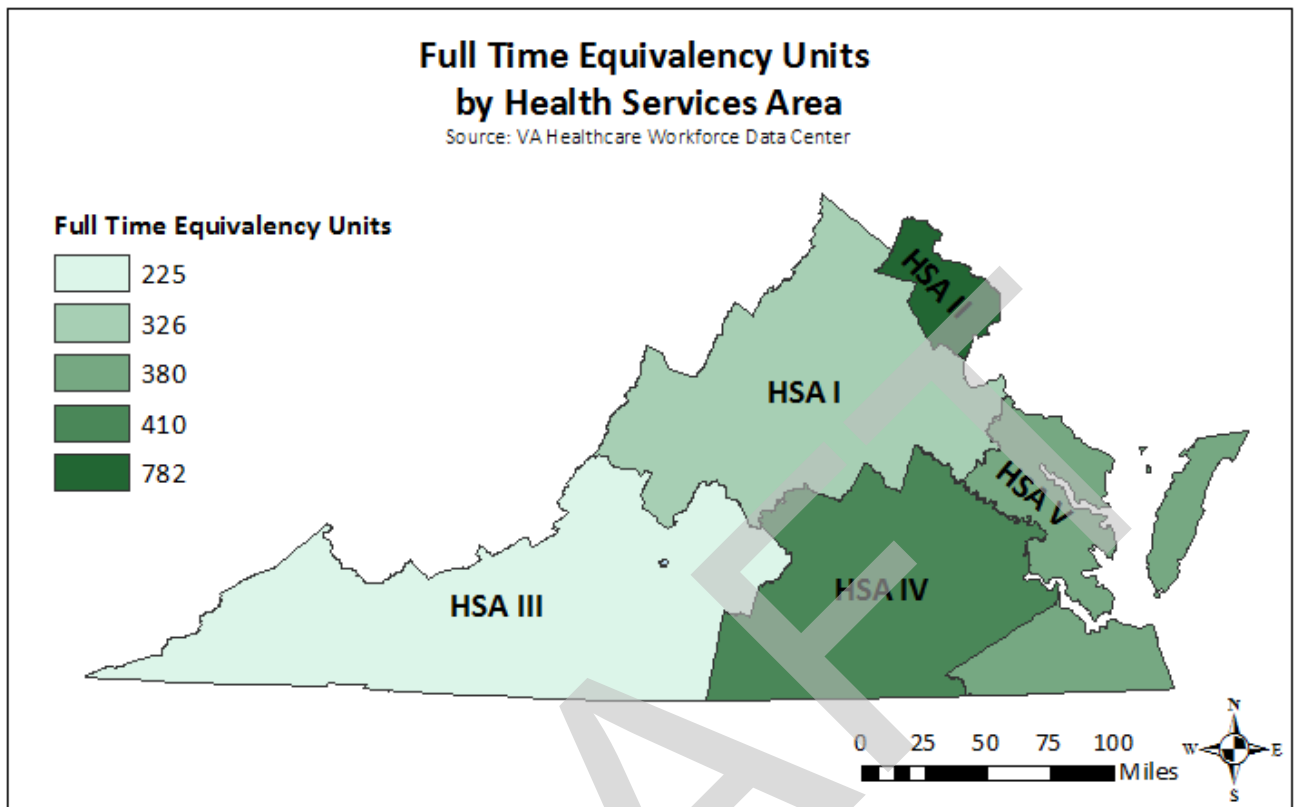 Full Time Equivalency Units
by Health Services Area
Source: VA Healthcare Workforce Data Center
Full Time Equivalency Units
225
326
380
410
782
HSA II
HSA I
HSA V
HSA IV
HSA III
0 25 50 75 100
Miles
N
W E
S